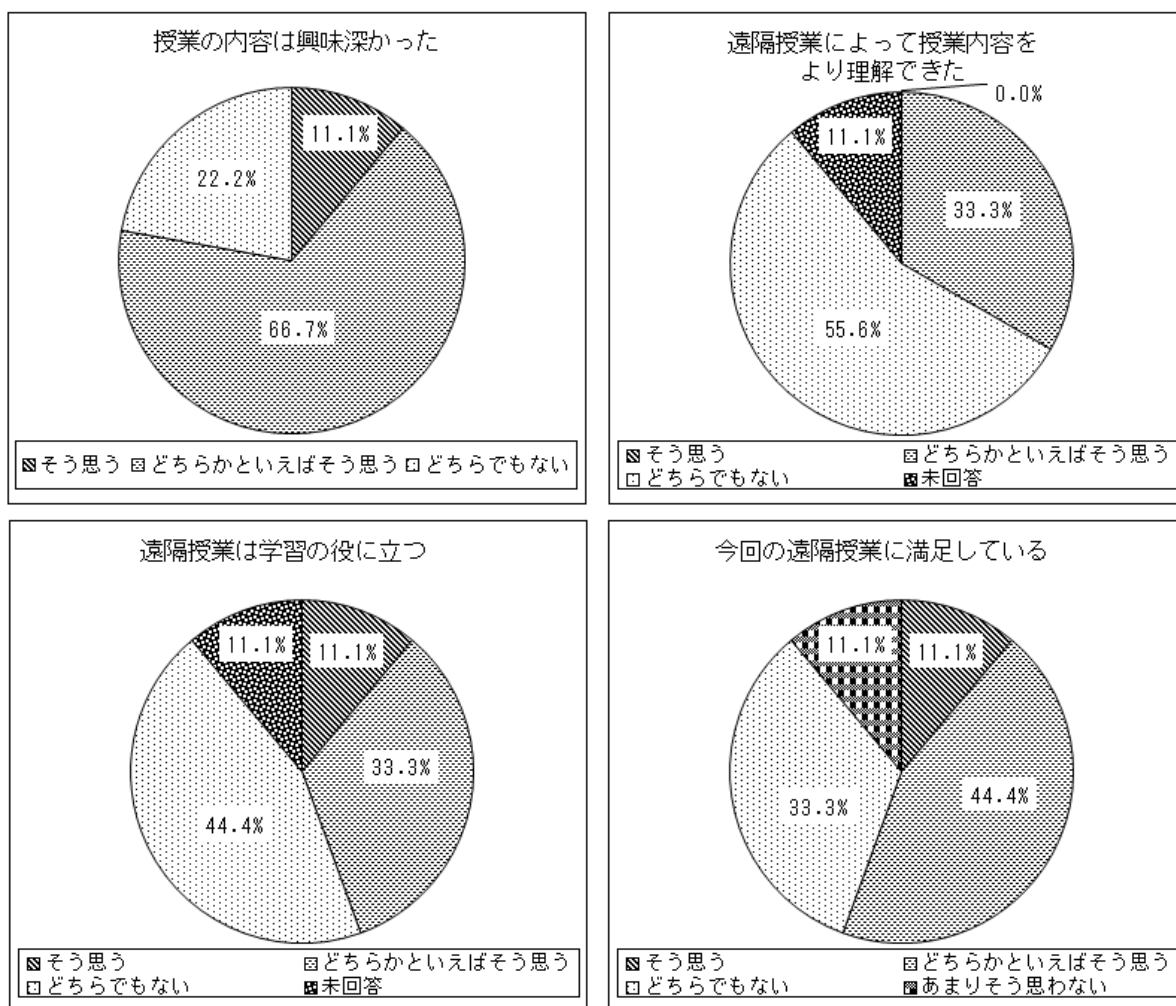 授業の内容は興味深かった
11.1%
22.2%
66.7%
そう思う どちらかといえばそう思う どちらでもない
遠隔授業によって授業内容を
より理解できた
0.0%
11.1%
33.3%
55.6%
そう思う どちらかといえばそう思う
どちらでもない 未回答
遠隔授業は学習の役に立つ
11.1% 11.1%
33.3%
44.4%
そう思う どちらかといえばそう思う
どちらでもない 未回答
今回の遠隔授業に満足している
11.1% 11.1%
44.4%
33.3%
そう思う どちらかといえばそう思う
どちらでもない あまりそう思わない